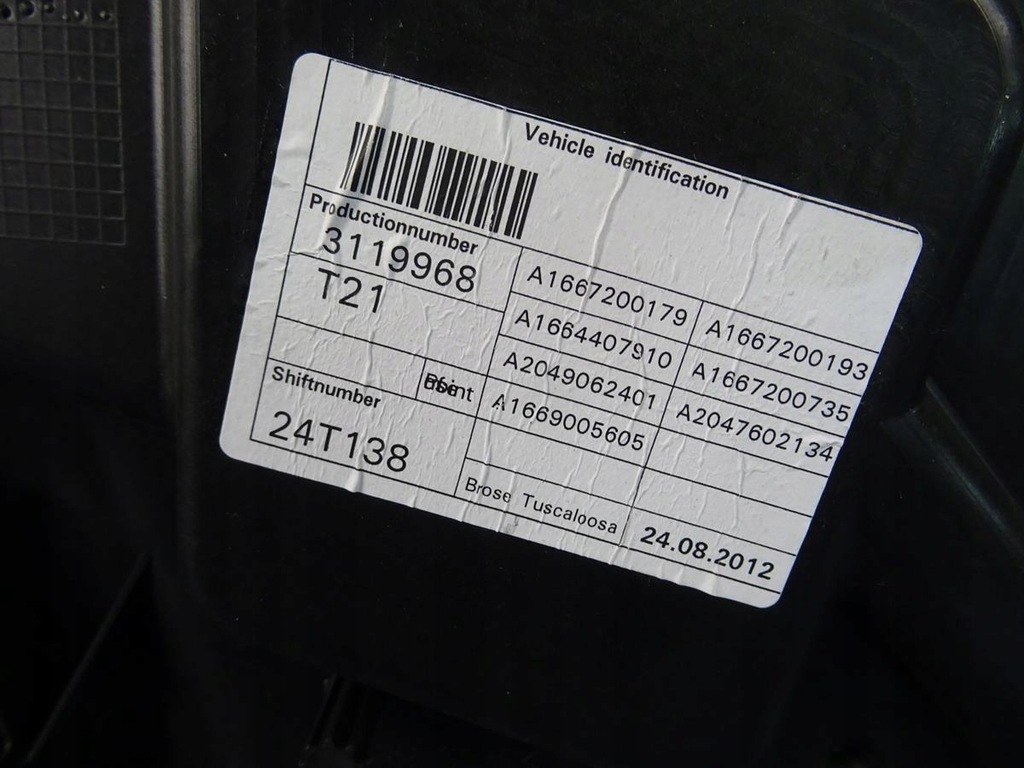 Vehicle identification
Productionnumber
3119968
T21
Shiftnumber
24T138
A1667200179 A1667200193
A1664407910 A1667200735
A2049062401 A2047602134
A1669005605
Brose Tuscaloosa 24.08.2012